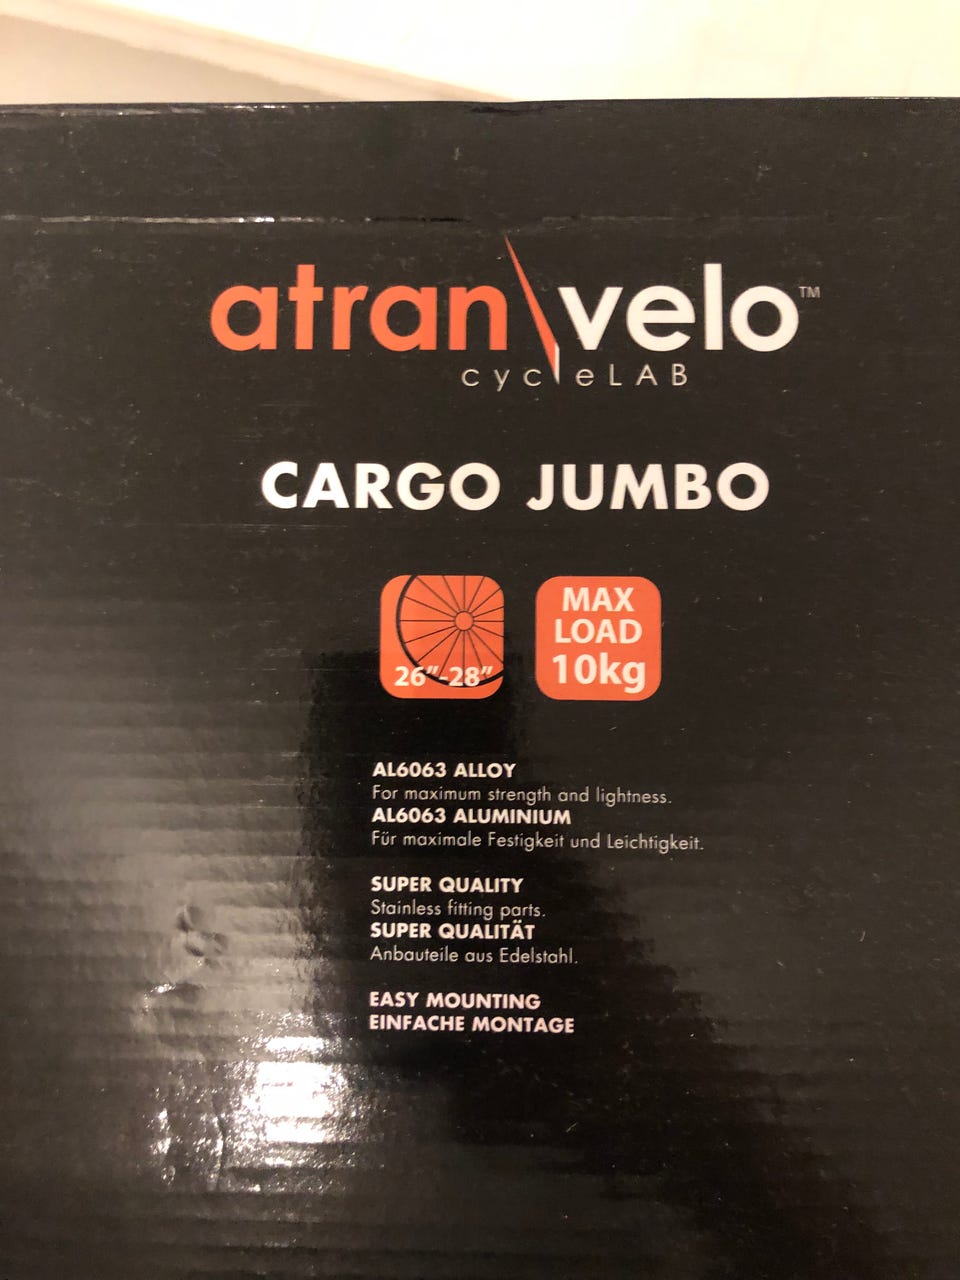 atran velo™
cycleLAB
CARGO JUMBO
26"-28"
MAX
LOAD
10kg
AL6063 ALLOY
For maximum strength and lightness.
AL6063 ALUMINIUM
Für maximale Festigkeit und Leichtigkeit.
SUPER QUALITY
Stainless fitting parts.
SUPER QUALITÄT
Anbauteile aus Edelstahl.
EASY MOUNTING
EINFACHE MONTAGE